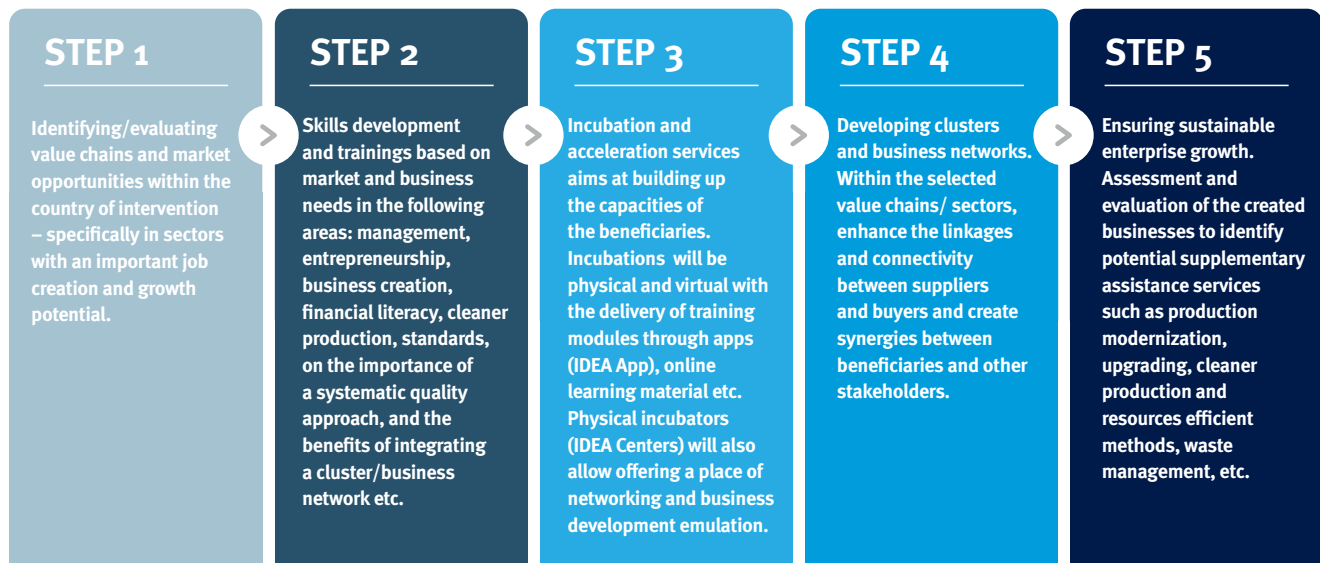 STEP 1
Identifying/evaluating
value chains and market
opportunities within the
country of intervention
– specifically in sectors
with an important job
creation and growth
potential.
STEP 2
Skills development
and trainings based on
market and business
needs in the following
areas: management,
entrepreneurship,
business creation,
financial literacy, cleaner
production, standards,
on the importance of
a systematic quality
approach, and the
benefits of integrating
a cluster/business
network etc.
STEP 3
Incubation and
acceleration services
aims at building up
the capacities of
the beneficiaries.
Incubations will be
physical and virtual with
the delivery of training
modules through apps
(IDEA App), online
learning material etc.
Physical incubators
(IDEA Centers) will also
allow offering a place of
networking and business
development emulation.
STEP 4
Developing clusters
and business networks.
Within the selected
value chains/ sectors,
enhance the linkages
and connectivity
between suppliers
and buyers and create
synergies between
beneficiaries and other
stakeholders.
STEP 5
Ensuring sustainable
enterprise growth.
Assessment and
evaluation of the created
businesses to identify
potential supplementary
assistance services
such as production
modernization,
upgrading, cleaner
production and
resources efficient
methods, waste
management, etc.